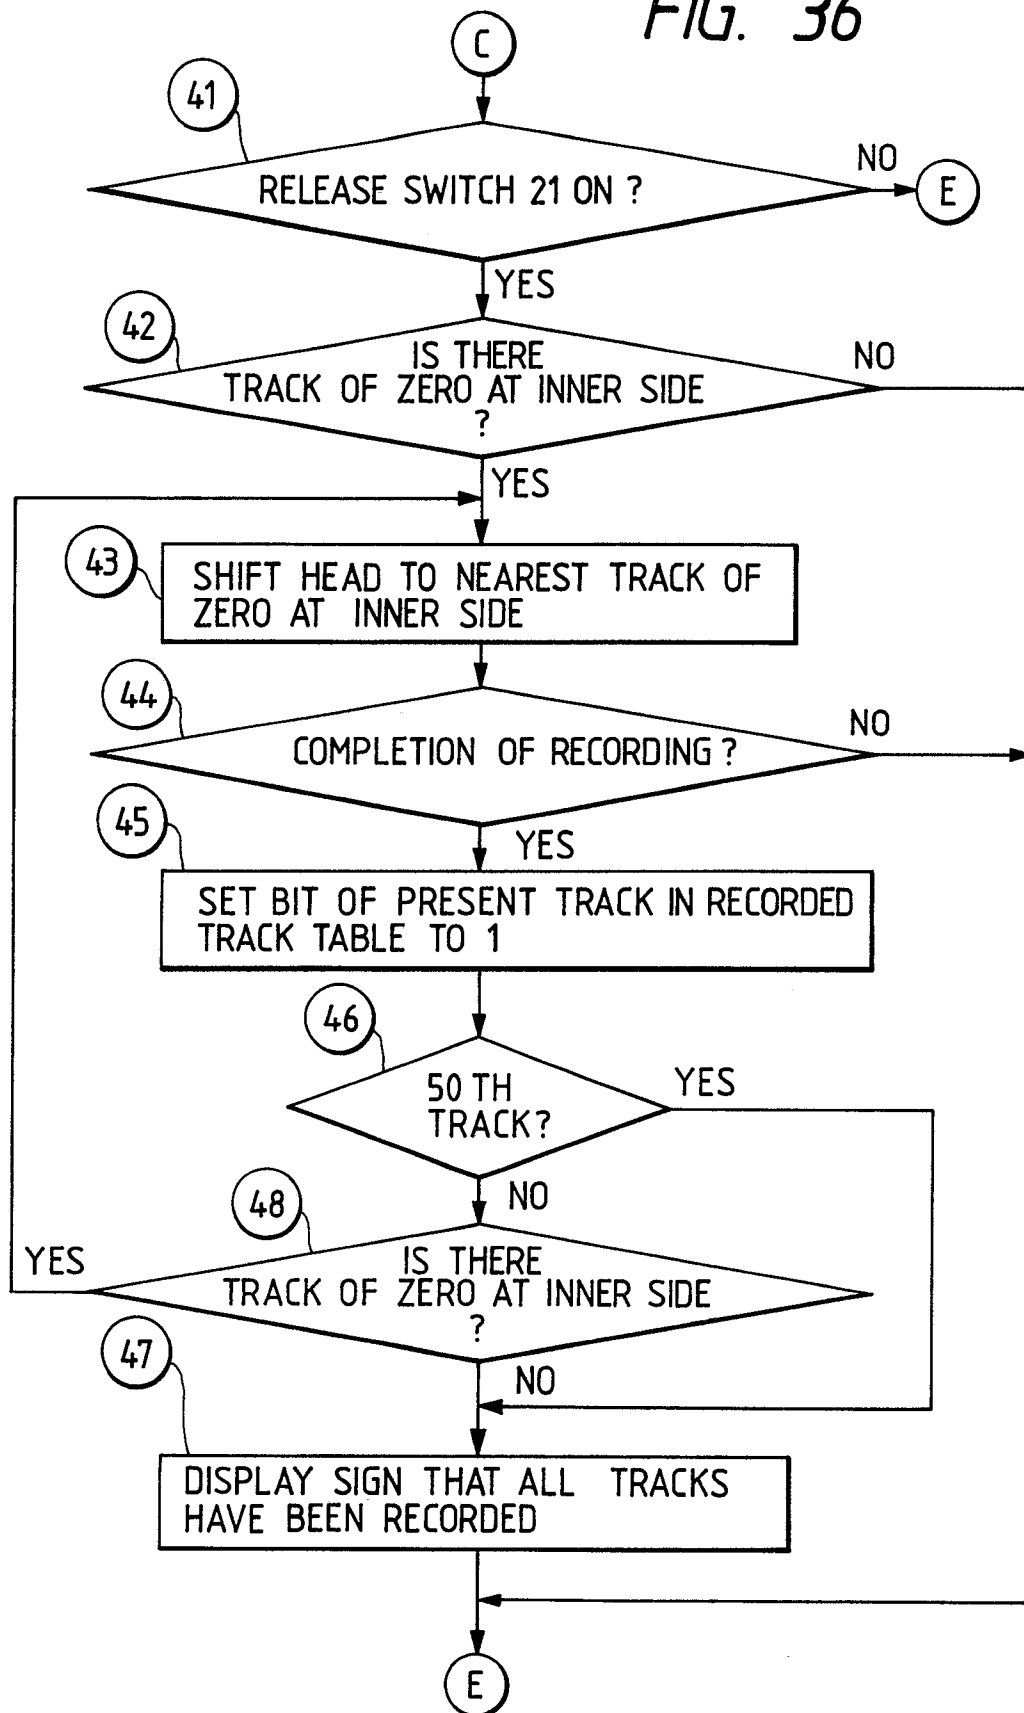 FIG. 36
C
41
RELEASE SWITCH 21 ON ?
NO
E
YES
42
IS THERE
TRACK OF ZERO AT INNER SIDE
?
NO
YES
43
SHIFT HEAD TO NEAREST TRACK OF
ZERO AT INNER SIDE
44
COMPLETION OF RECORDING ?
NO
45
YES
SET BIT OF PRESENT TRACK IN RECORDED
TRACK TABLE TO 1
46
50 TH
TRACK?
YES
NO
48
IS THERE
TRACK OF ZERO AT INNER SIDE
?
YES
47
NO
DISPLAY SIGN THAT ALL TRACKS
HAVE BEEN RECORDED
E